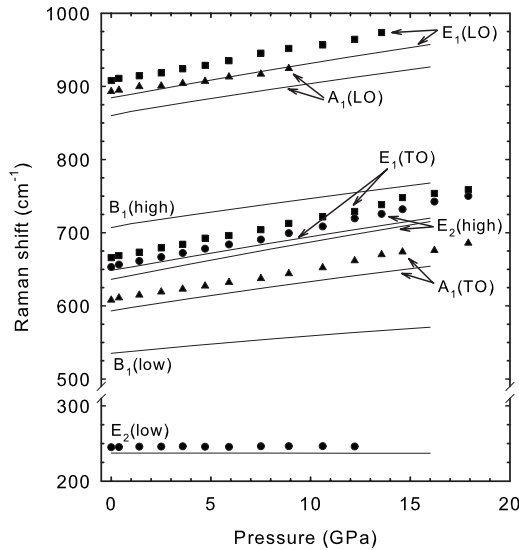 1000
E₁(LO)
900
A₁(LO)
800
E₁(TO)
B₁(high)
700
E₂(high)
600
A₁(TO)
B₁(low)
500
300
E₂(low)
200
0 5 10 15 20
Raman shift (cm⁻¹)
Pressure (GPa)